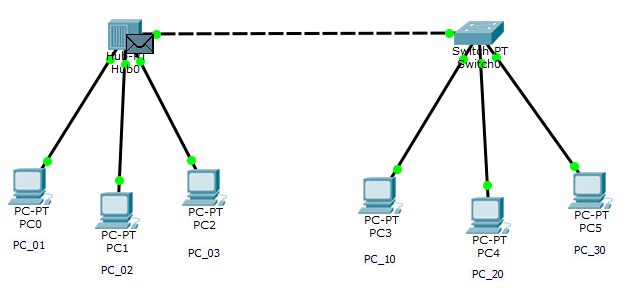 Hub-PT
Hub0
Switch-PT
Switch0
PC-PT
PC0
PC_01
PC-PT
PC1
PC_02
PC-PT
PC2
PC_03
PC-PT
PC3
PC_10
PC-PT
PC4
PC_20
PC-PT
PC5
PC_30